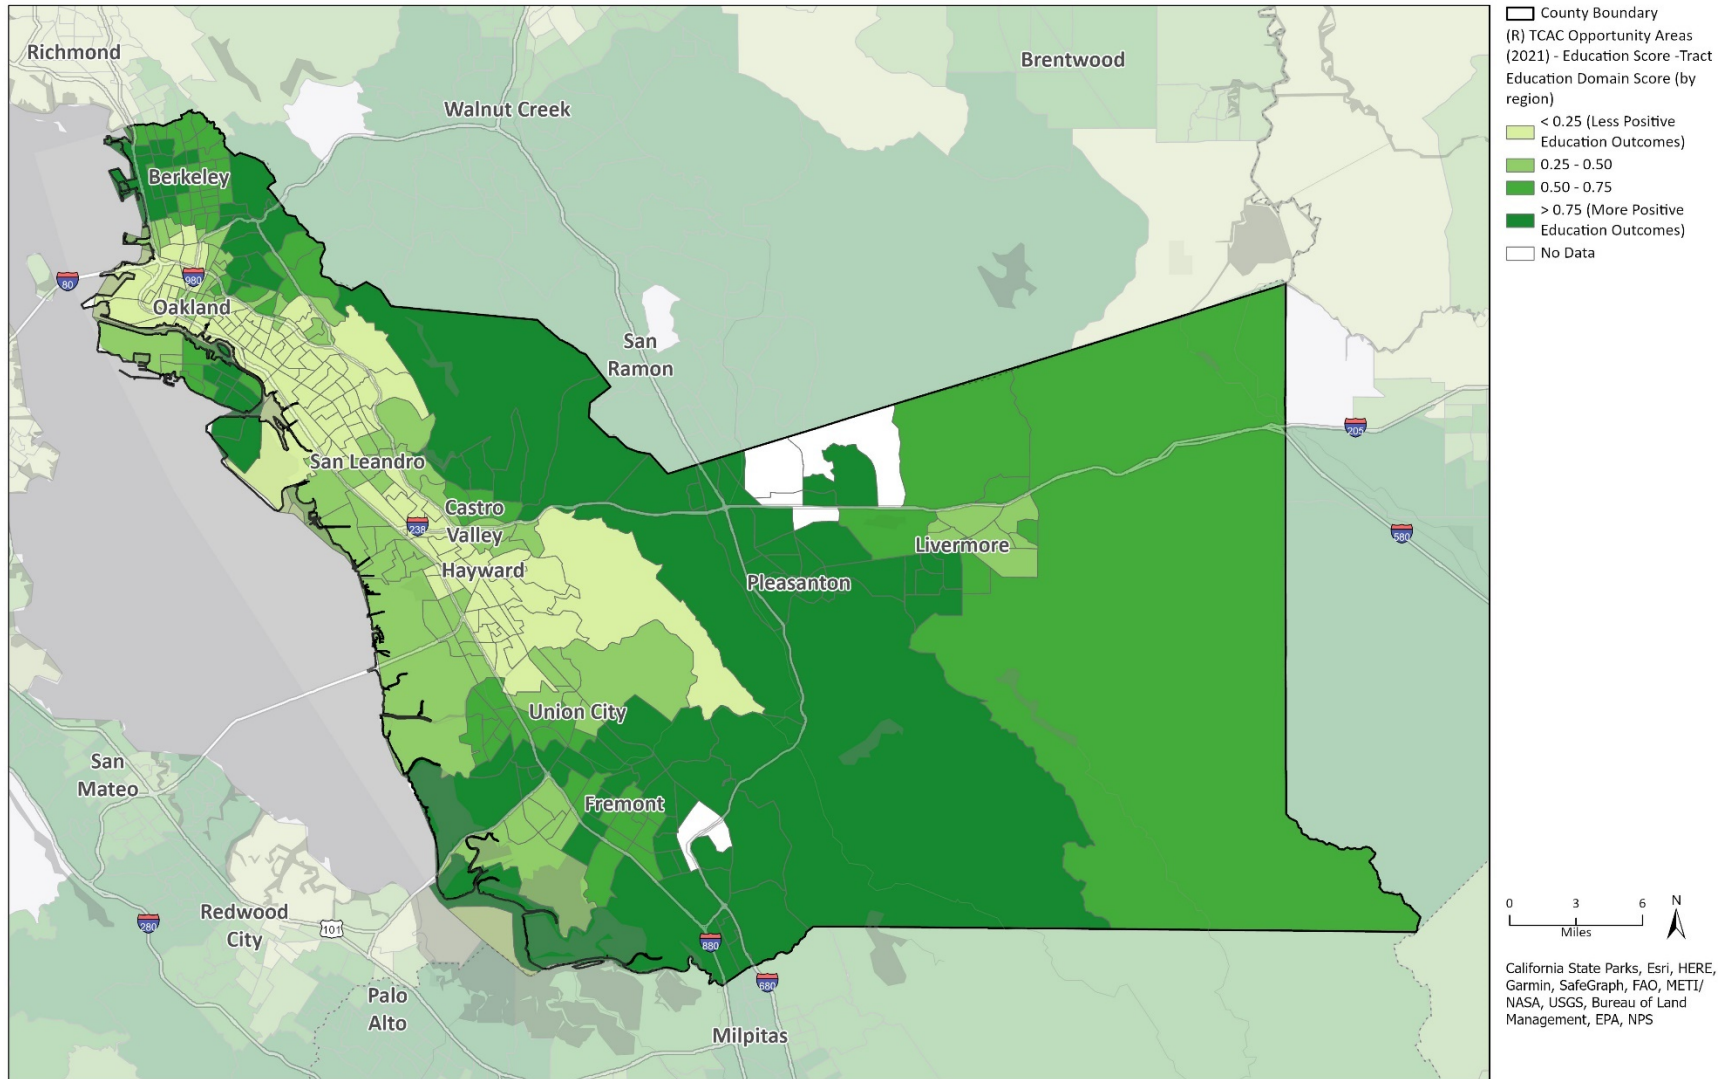 Richmond
Walnut Creek
Brentwood
Berkeley
80
980
Oakland
San
Ramon
205
San Leandro
Castro
Valley
238
580
Livermore
Hayward
Pleasanton
Union City
San
Mateo
Fremont
Redwood
City
280
101
880
680
Palo
Alto
Milpitas
County Boundary
(R) TCAC Opportunity Areas
(2021) - Education Score -Tract
Education Domain Score (by
region)
< 0.25 (Less Positive
Education Outcomes)
0.25 - 0.50
0.50 - 0.75
> 0.75 (More Positive
Education Outcomes)
No Data
0 3 6
Miles
N
California State Parks, Esri, HERE,
Garmin, SafeGraph, FAO, METI/
NASA, USGS, Bureau of Land
Management, EPA, NPS